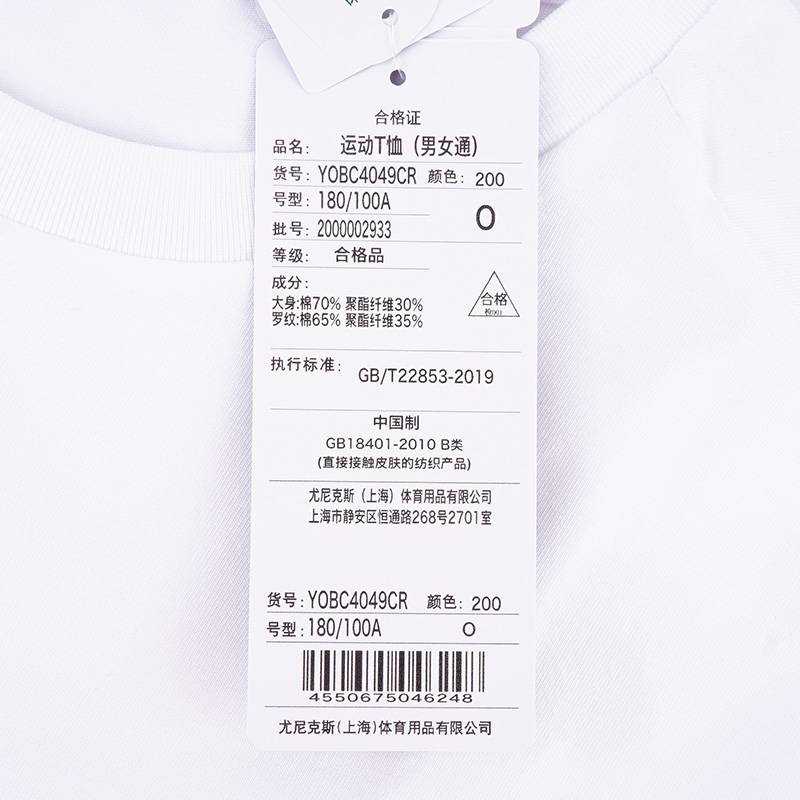 合格证
品名: 运动T恤 (男女通)
货号: YOBC4049CR 颜色: 200
号型: 180/100A O
批号: 2000002933
等级: 合格品
成分:
大身:棉70% 聚酯纤维30%
罗纹:棉65% 聚酯纤维35%
合格
检001
执行标准: GB/T22853-2019
中国制
GB18401-2010 B类
(直接接触皮肤的纺织产品)
尤尼克斯 (上海) 体育用品有限公司
上海市静安区恒通路268号2701室
货号: YOBC4049CR 颜色: 200
号型: 180/100A O
4550675046248
尤尼克斯(上海)体育用品有限公司